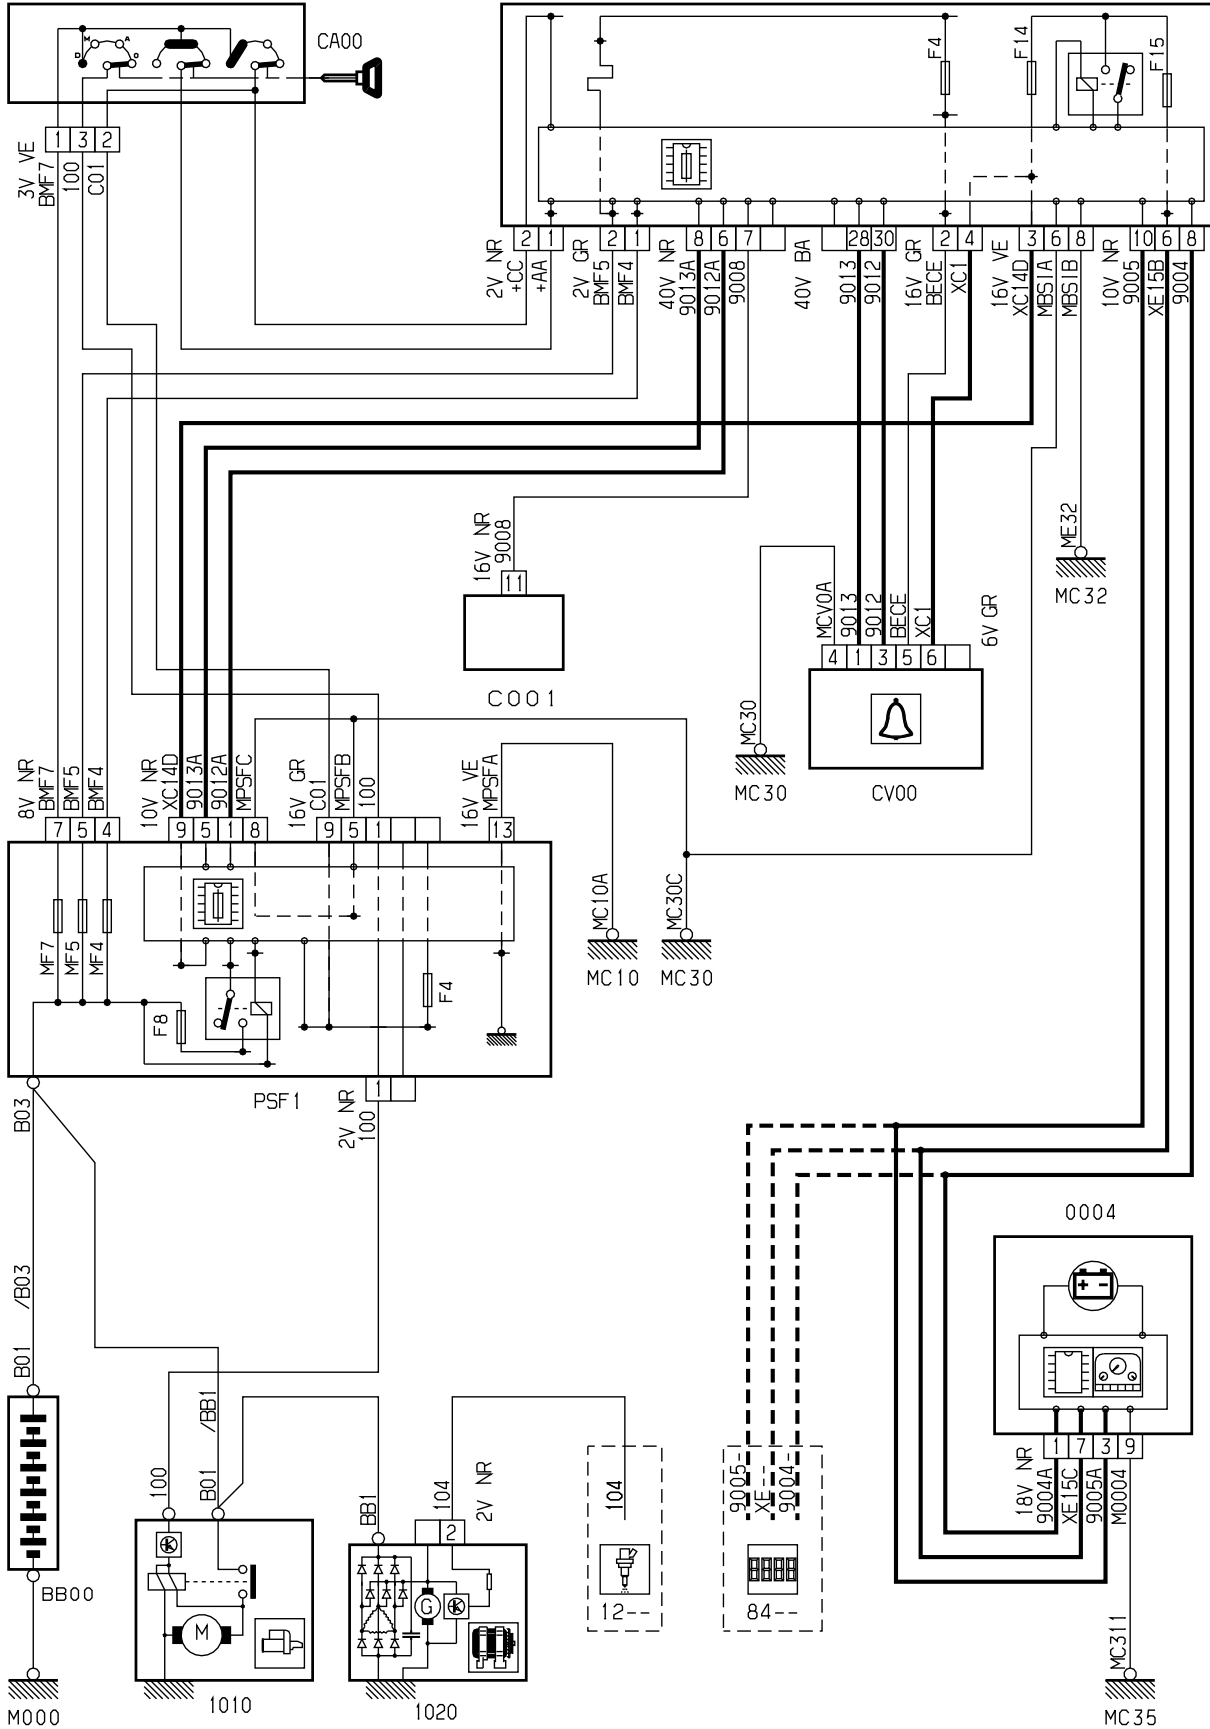 CA00
M
A
D
D
F4
F14
F15
1 3 2
3V VE
BMF7
100
C01
2 1
2 1
8 6 7
28 30
2 4
3 6 8
10 6 8
2V NR
+CC
+AA
2V GR
BMF5
BMF4
40V NR
9013A
9012A
9008
40V BA
9013
9012
16V GR
BECE
XC1
16V VE
XC14D
MBSIA
MBSIB
10V NR
9005
XE15B
9004
16V NR
9008
11
C001
ME32
MC32
MCV0A
9013
9012
BECE
XC1
6V GR
4 1 3 5 6
CV00
MC30
MC30
8V NR
BMF7
BMF5
BMF4
10V NR
XC14D
9013A
9012A
MPSFC
16V GR
C01
MPSFB
100
16V VE
MPSFA
7 5 4
9 5 1 8
9 5 1
13
MF7
MF5
MF4
F8
F4
MC10A
MC10
MC30C
MC30
PSF1
1
2V NR
100
B03
/B03
B01
BB00
M000
100
/BB1
B01
M
1010
BB1
104
2V NR
2
G
1020
104
12--
9005-
XE--
9004-
84--
0004
+ -
1 7 3 9
18V NR
9004A
XE15C
9005A
M0004
MC311
MC35